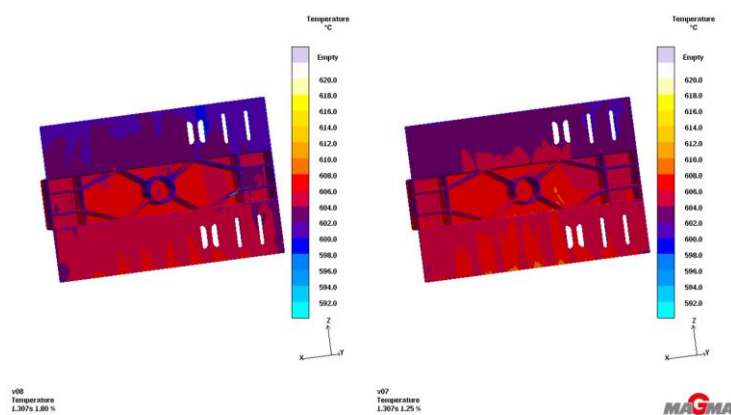 Temperature
°C
Empty
620.0
618.0
616.0
614.0
612.0
610.0
608.0
606.0
604.0
602.0
600.0
598.0
596.0
594.0
592.0
Z
X
Y
v08
Temperature
1.307s 1.80 %
Temperature
°C
Empty
620.0
618.0
616.0
614.0
612.0
610.0
608.0
606.0
604.0
602.0
600.0
598.0
596.0
594.0
592.0
Z
X
Y
v07
Temperature
1.307s 1.25 %
MAGMA